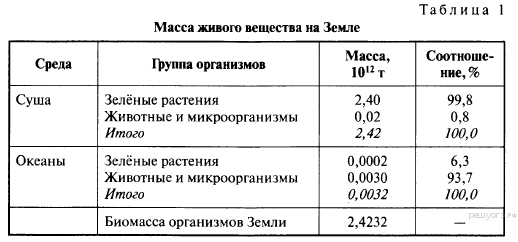 Таблица 1
Масса живого вещества на Земле
Среда Группа организмов Масса, 10¹² т Соотноше-ние, %
Суша Зелёные растения 2,40 99,8
Животные и микроорганизмы 0,02 0,8
Итого 2,42 100,0
Океаны Зелёные растения 0,0002 6,3
Животные и микроорганизмы 0,0030 93,7
Итого 0,0032 100,0
Биомасса организмов Земли 2,4232 —
решуогэ.рф